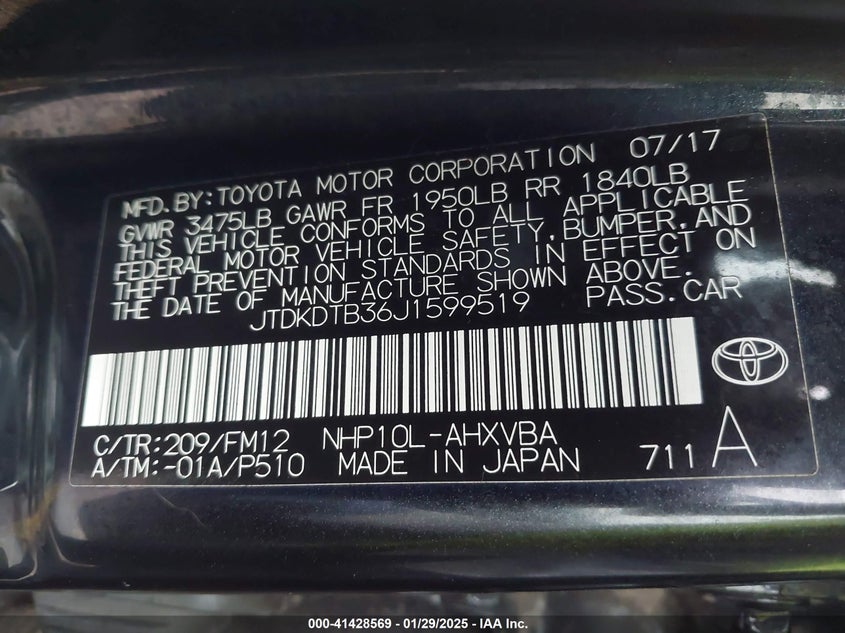 MFD.BY:TOYOTA MOTOR CORPORATION 07/17
GVWR 3475LB GAWR FR 1950LB RR 1840LB
THIS VEHICLE CONFORMS TO ALL APPLICABLE
FEDERAL MOTOR VEHICLE SAFETY,BUMPER,AND
THEFT PREVENTION STANDARDS IN EFFECT ON
THE DATE OF MANUFACTURE SHOWN ABOVE.
JTDKDTB36J1599519 PASS.CAR
C/TR:209/FM12 NHP10L-AHXVBA
A/TM:-01A/P510 MADE IN JAPAN 711 A
000-41428569 — 01/29/2025 - IAA Inc.